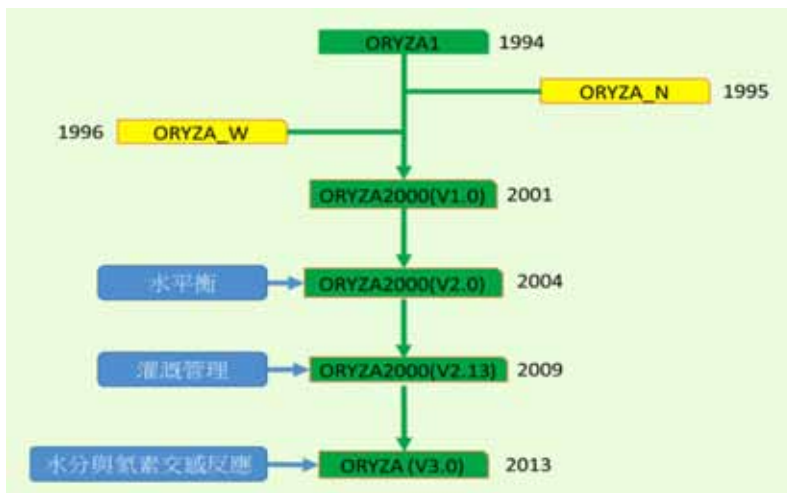 ORYZA1 1994
ORYZA_N 1995
1996 ORYZA_W
ORYZA2000(V1.0) 2001
水平衡 ORYZA2000(V2.0) 2004
灌溉管理 ORYZA2000(V2.13) 2009
水分與氮素交感反應 ORYZA (V3.0) 2013